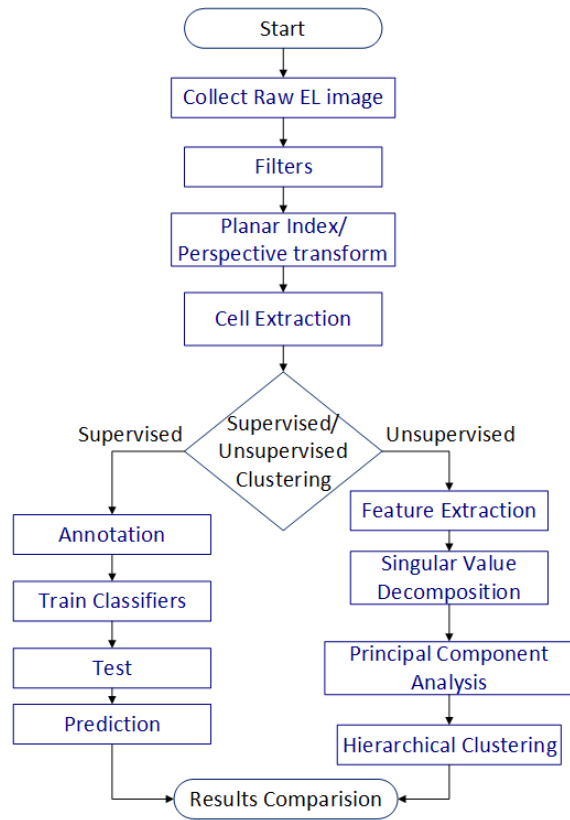 Start
Collect Raw EL image
Filters
Planar Index/
Perspective transform
Cell Extraction
Supervised/
Unsupervised
Clustering
Supervised
Unsupervised
Annotation
Train Classifiers
Test
Prediction
Feature Extraction
Singular Value
Decomposition
Principal Component
Analysis
Hierarchical Clustering
Results Comparision